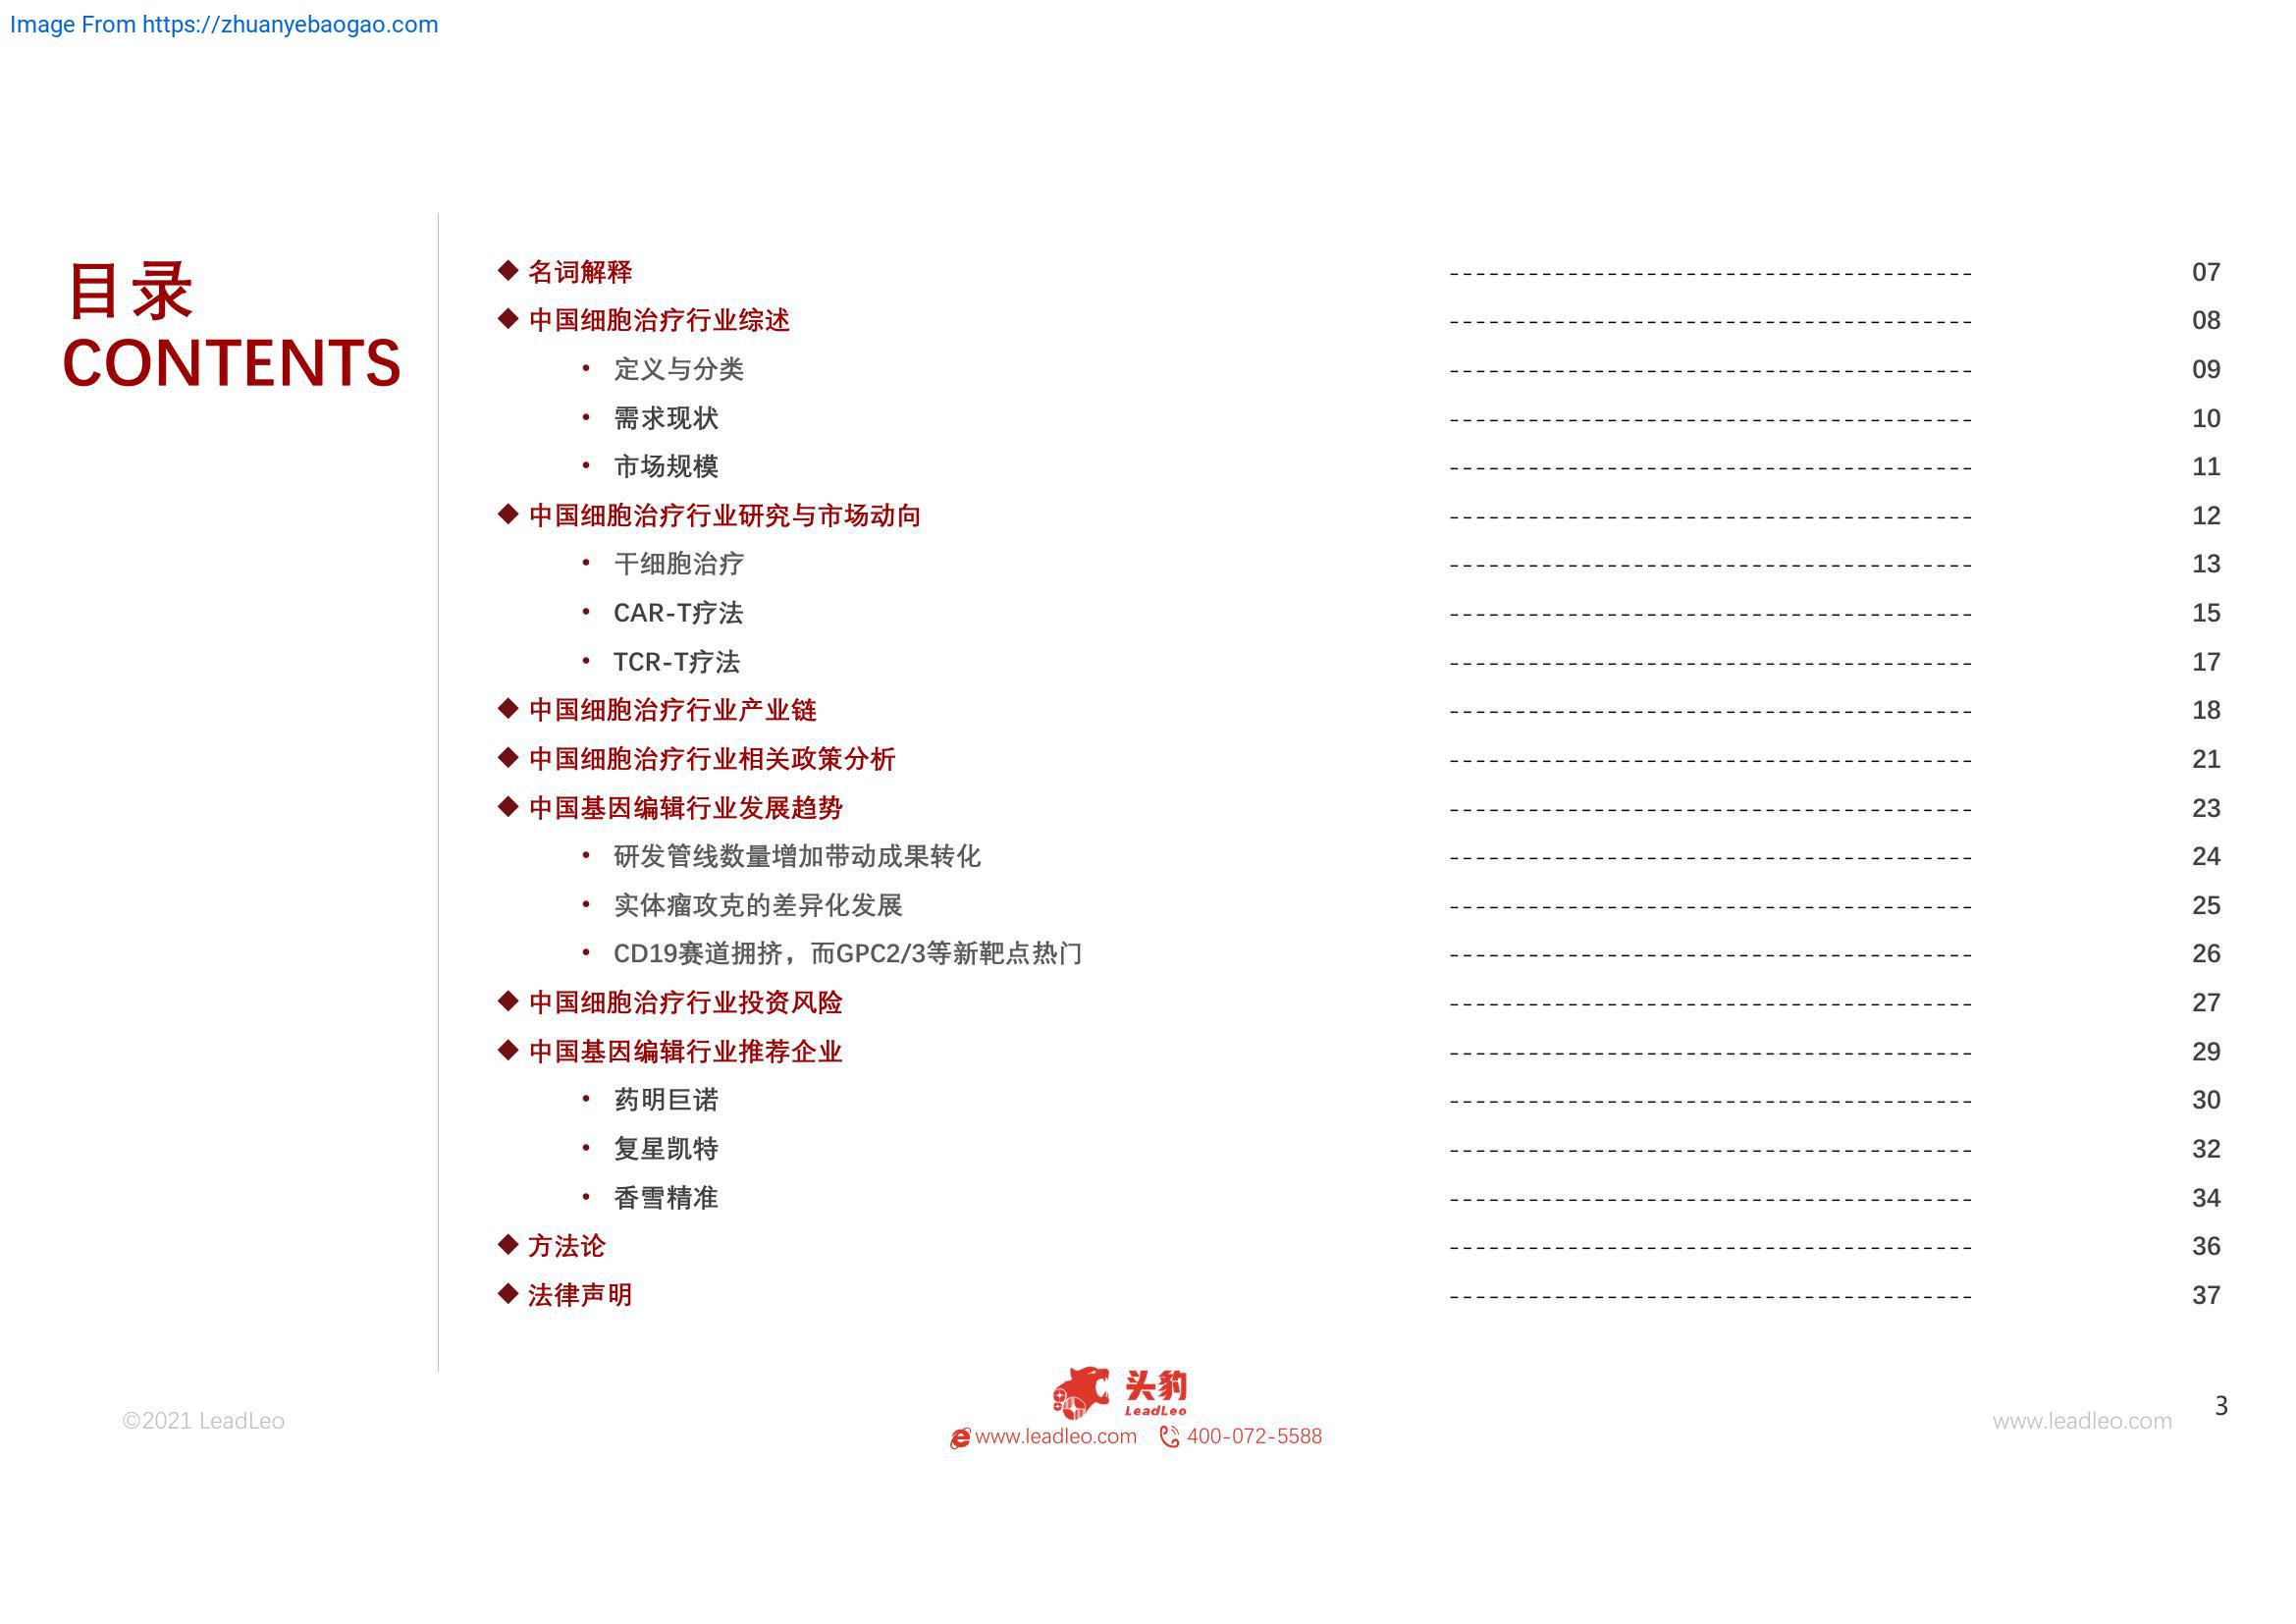 Image From https://zhuanyebaogao.com
目录
CONTENTS
◆ 名词解释 ---------------------------------------- 07
◆ 中国细胞治疗行业综述 ---------------------------------------- 08
• 定义与分类 ---------------------------------------- 09
• 需求现状 ---------------------------------------- 10
• 市场规模 ---------------------------------------- 11
◆ 中国细胞治疗行业研究与市场动向 ---------------------------------------- 12
• 干细胞治疗 ---------------------------------------- 13
• CAR-T疗法 ---------------------------------------- 15
• TCR-T疗法 ---------------------------------------- 17
◆ 中国细胞治疗行业产业链 ---------------------------------------- 18
◆ 中国细胞治疗行业相关政策分析 ---------------------------------------- 21
◆ 中国基因编辑行业发展趋势 ---------------------------------------- 23
• 研发管线数量增加带动成果转化 ---------------------------------------- 24
• 实体瘤攻克的差异化发展 ---------------------------------------- 25
• CD19赛道拥挤，而GPC2/3等新靶点热门 ---------------------------------------- 26
◆ 中国细胞治疗行业投资风险 ---------------------------------------- 27
◆ 中国基因编辑行业推荐企业 ---------------------------------------- 29
• 药明巨诺 ---------------------------------------- 30
• 复星凯特 ---------------------------------------- 32
• 香雪精准 ---------------------------------------- 34
◆ 方法论 ---------------------------------------- 36
◆ 法律声明 ---------------------------------------- 37
©2021 LeadLeo
头豹
LeadLeo
www.leadleo.com 400-072-5588
www.leadleo.com
3